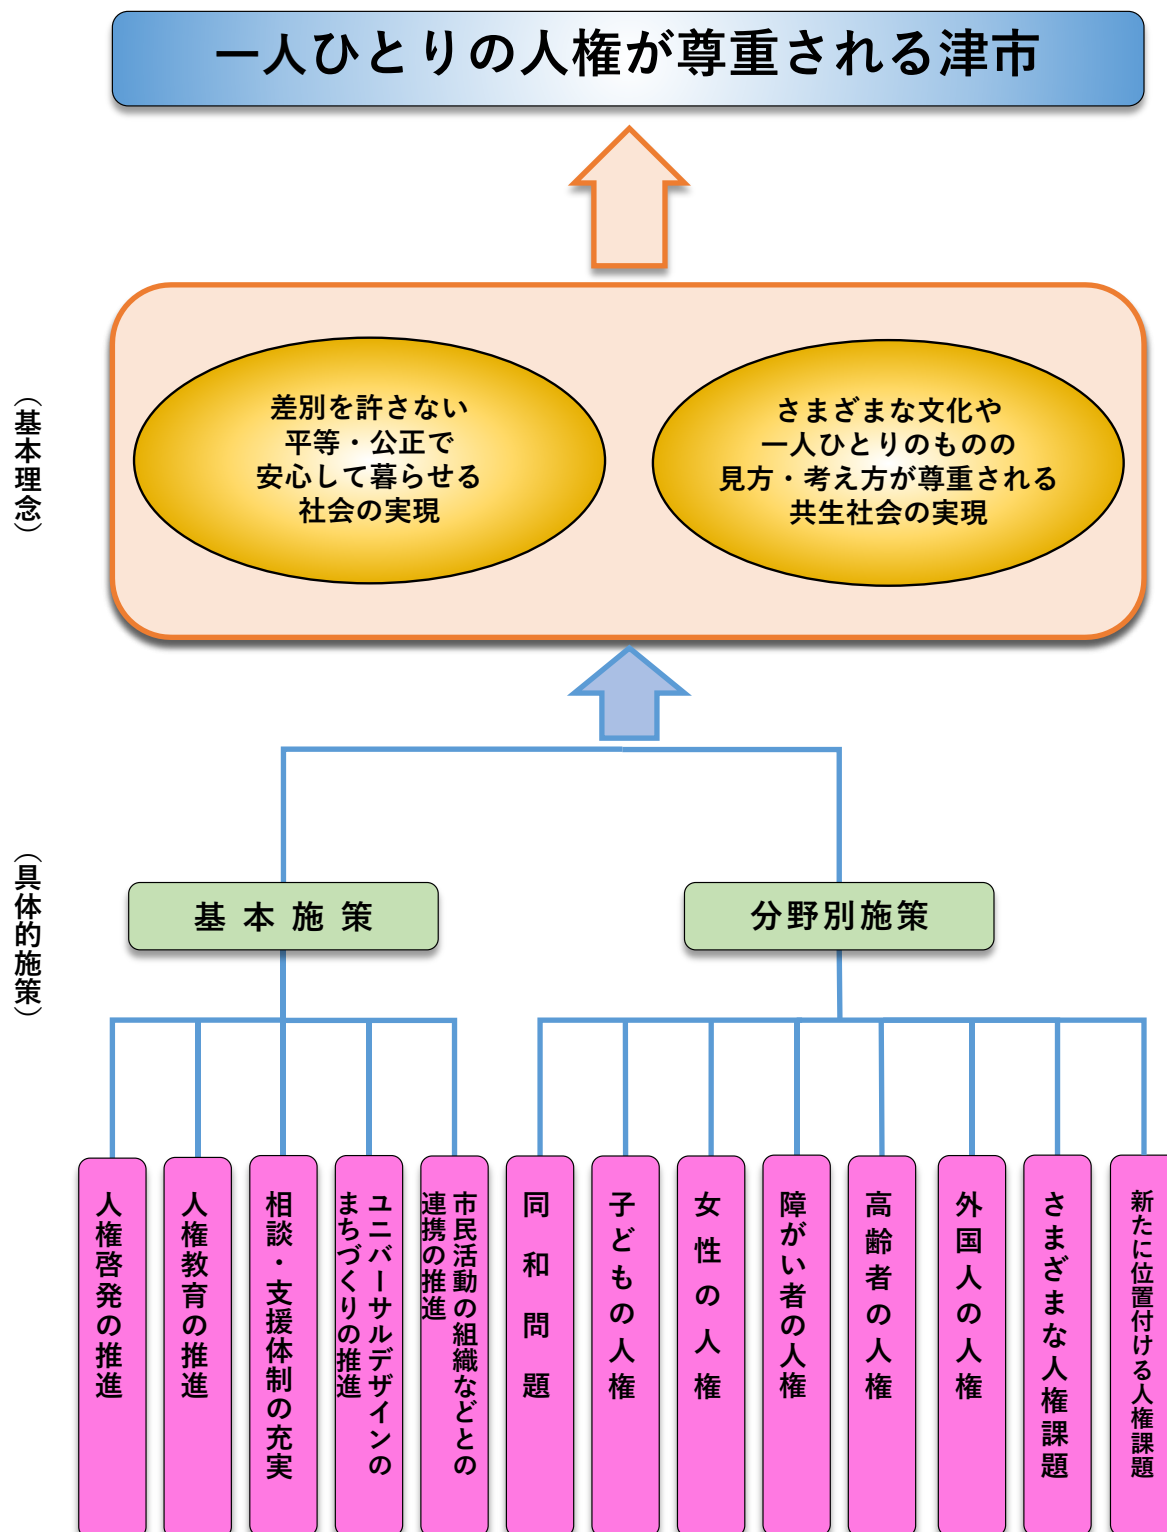 一人ひとりの人権が尊重される津市
（基本理念）
差別を許さない
平等・公正で
安心して暮らせる
社会の実現
さまざまな文化や
一人ひとりのものの
見方・考え方が尊重される
共生社会の実現
（具体的施策）
基本施策
分野別施策
人権啓発の推進
人権教育の推進
相談・支援体制の充実
ユニバーサルデザインの
まちづくりの推進
市民活動の組織などとの
連携の推進
同和問題
子どもの人権
女性の人権
障がい者の人権
高齢者の人権
外国人の人権
さまざまな人権課題
新たに位置付ける人権課題